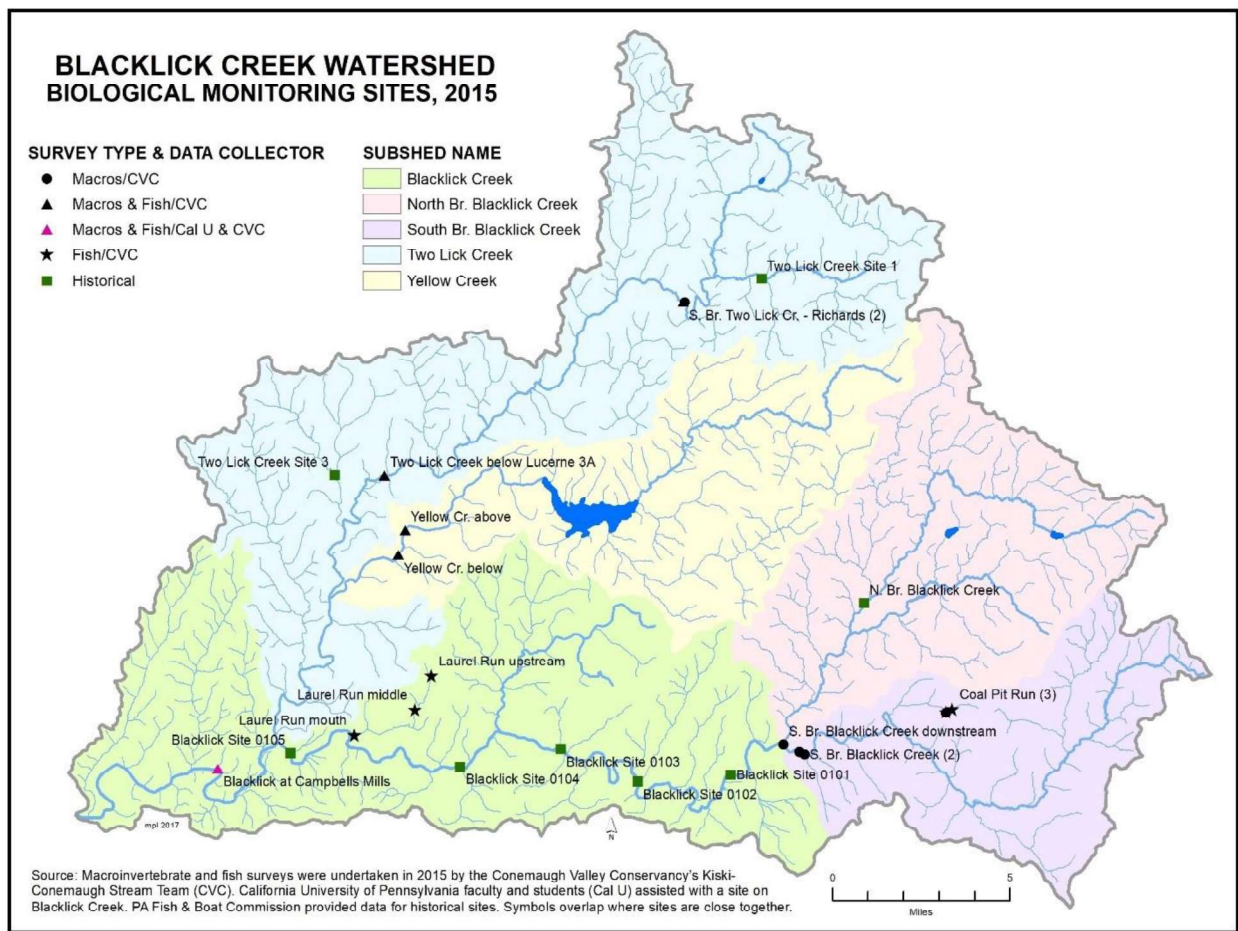 BLACKLICK CREEK WATERSHED
BIOLOGICAL MONITORING SITES, 2015
SURVEY TYPE & DATA COLLECTOR
Macros/CVC
Macros & Fish/CVC
Macros & Fish/Cal U & CVC
Fish/CVC
Historical
SUBSHED NAME
Blacklick Creek
North Br. Blacklick Creek
South Br. Blacklick Creek
Two Lick Creek
Yellow Creek
Two Lick Creek Site 1
S. Br. Two Lick Cr. - Richards (2)
Two Lick Creek Site 3
Two Lick Creek below Lucerne 3A
Yellow Cr. above
Yellow Cr. below
N. Br. Blacklick Creek
Laurel Run upstream
Laurel Run middle
Coal Pit Run (3)
Laurel Run mouth
S. Br. Blacklick Creek downstream
Blacklick Site 0105
S. Br. Blacklick Creek (2)
Blacklick Site 0103
Blacklick at Campbells Mills
Blacklick Site 0104
Blacklick Site 0101
Blacklick Site 0102
mpl 2017
N
Source: Macroinvertebrate and fish surveys were undertaken in 2015 by the Conemaugh Valley Conservancy's Kiski-
Conemaugh Stream Team (CVC). California University of Pennsylvania faculty and students (Cal U) assisted with a site on
Blacklick Creek. PA Fish & Boat Commission provided data for historical sites. Symbols overlap where sites are close together.
0 5
Miles